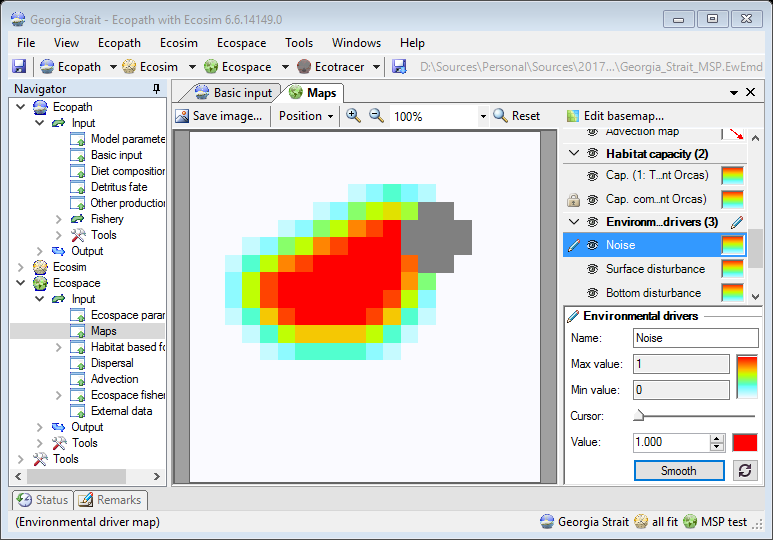 Georgia Strait - Ecopath with Ecosim 6.6.14149.0
File View Ecopath Ecosim Ecospace Tools Windows Help
Ecopath Ecosim Ecospace Ecotracer D:\Sources\Personal\Sources\2017...\Georgia_Strait_MSP.EwEmd
Navigator
Ecopath
Input
Model paramete
Basic input
Diet composition
Detritus fate
Other production
Fishery
Tools
Output
Ecosim
Ecospace
Input
Ecospace parar
Maps
Habitat based fo
Dispersal
Advection
Ecospace fishe
External data
Output
Tools
Tools
Basic input Maps
Save image... Position 100% Reset
Edit basemap...
Advection map
Habitat capacity (2)
Cap. (1: T...nt Orcas)
Cap. com...nt Orcas)
Environm...drivers (3)
Noise
Surface disturbance
Bottom disturbance
Environmental drivers
Name: Noise
Max value: 1
Min value: 0
Cursor:
Value: 1.000
Smooth
Status Remarks
(Environmental driver map) Georgia Strait all fit MSP test